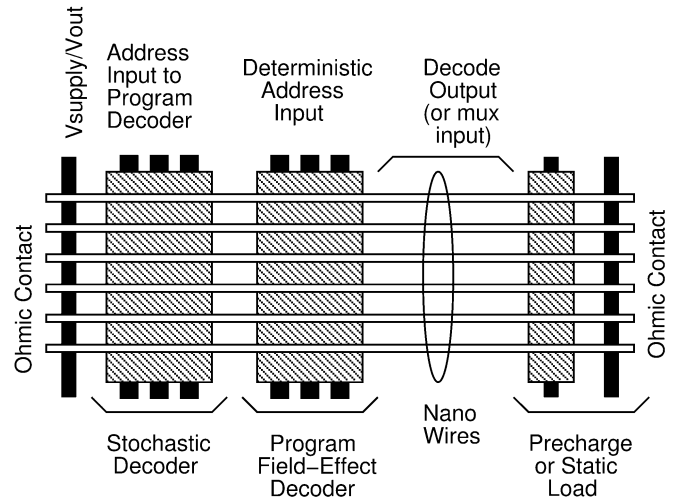 Vsupply/Vout
Address
Input to
Program
Decoder
Deterministic
Address
Input
Decode
Output
(or mux
input)
Ohmic Contact
Ohmic Contact
Stochastic
Decoder
Program
Field−Effect
Decoder
Nano
Wires
Precharge
or Static
Load